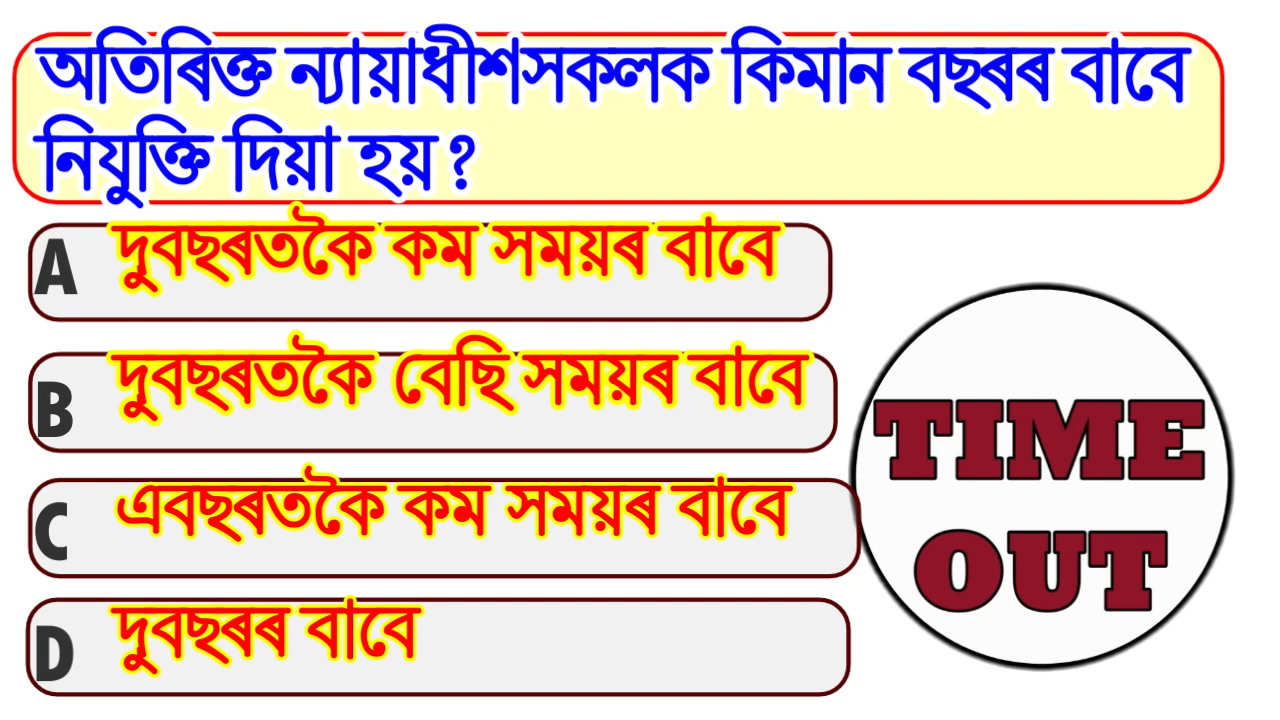 অতিৰিক্ত ন্যায়াধীশসকলক কিমান বছৰৰ বাবে
নিযুক্তি দিয়া হয় ?
A দুবছৰতকৈ কম সময়ৰ বাবে
B দুবছৰতকৈ বেছি সময়ৰ বাবে
C এবছৰতকৈ কম সময়ৰ বাবে
D দুবছৰৰ বাবে
TIME
OUT